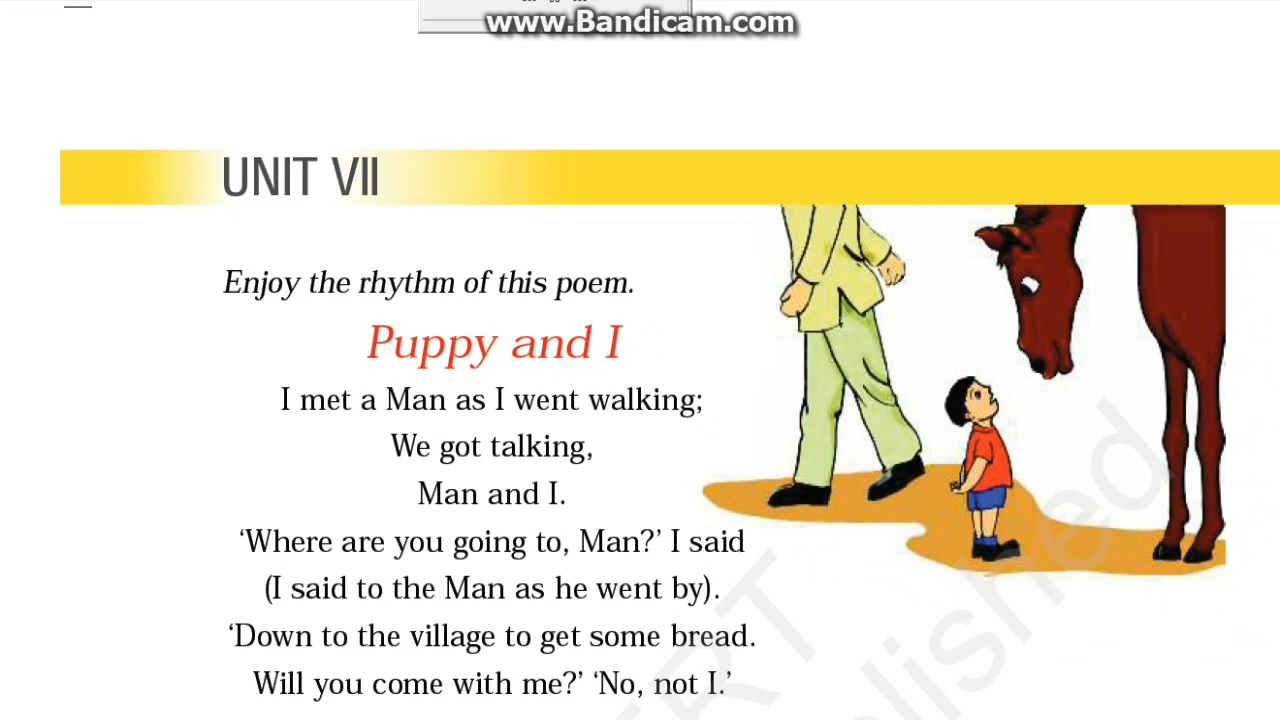 www.Bandicam.com
UNIT VII
Enjoy the rhythm of this poem.
Puppy and I
I met a Man as I went walking;
We got talking,
Man and I.
‘Where are you going to, Man?’ I said
(I said to the Man as he went by).
‘Down to the village to get some bread.
Will you come with me?’ ‘No, not I.’